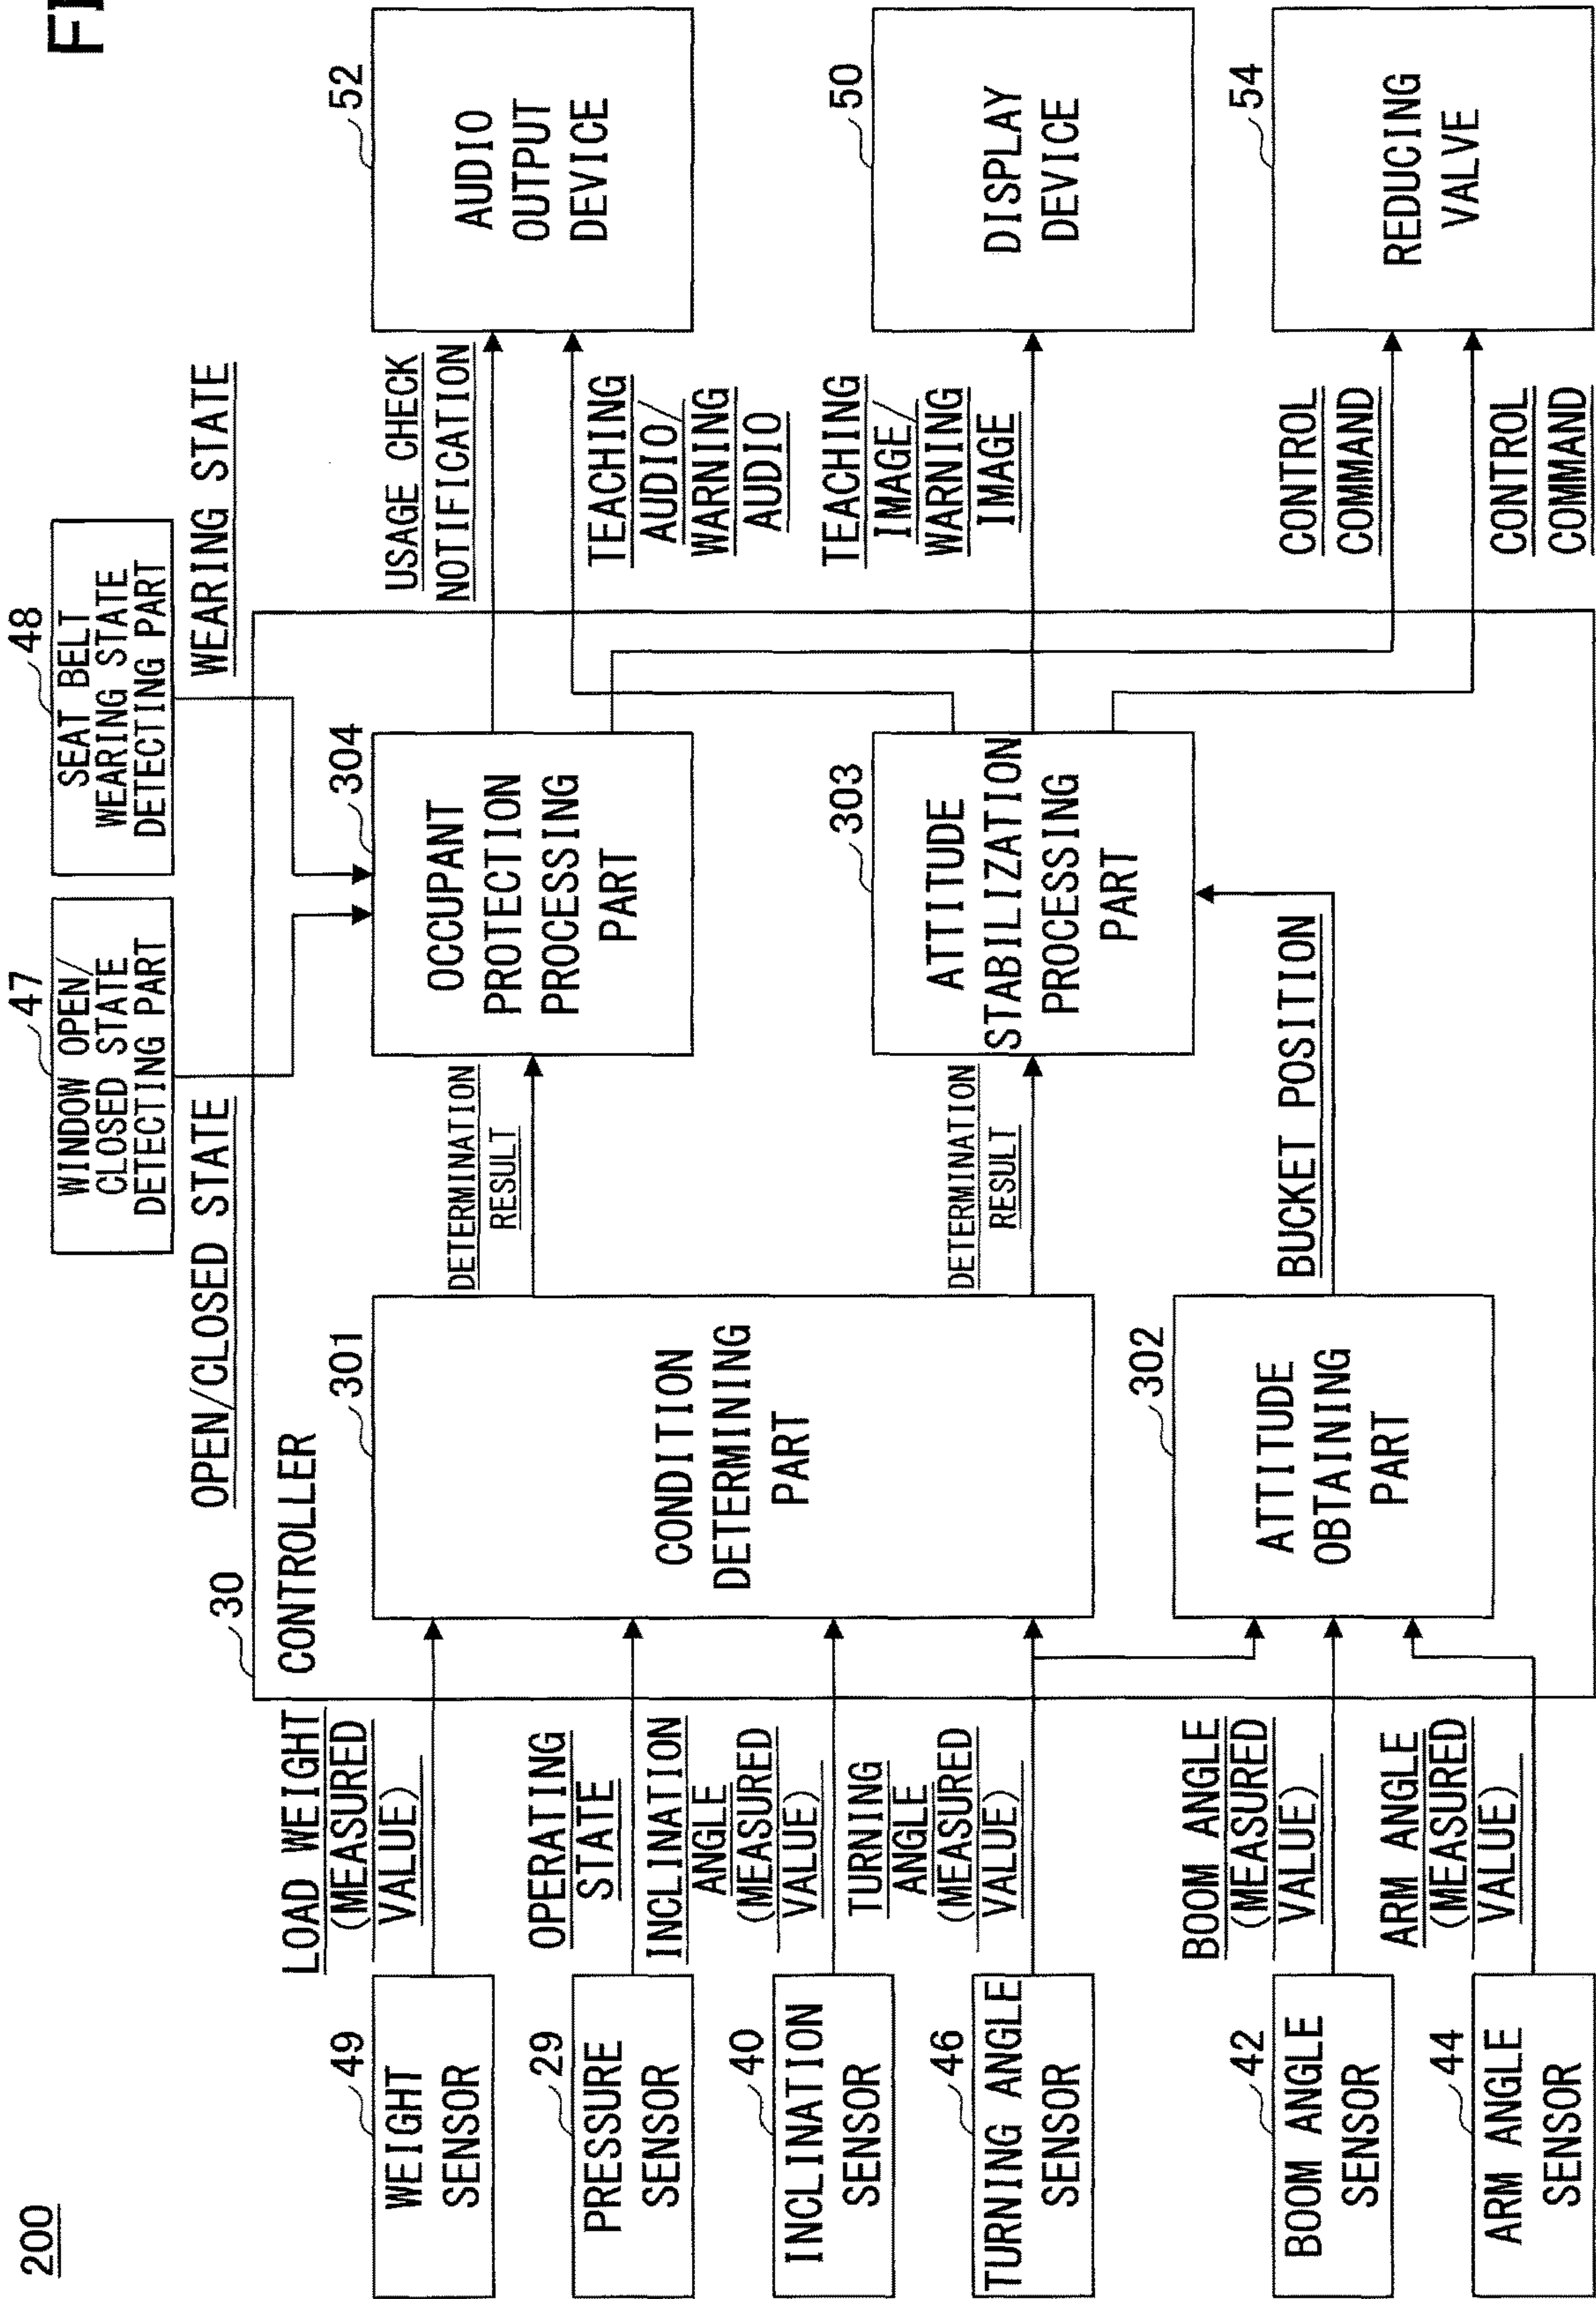 200
FI
47
WINDOW OPEN/
CLOSED STATE
DETECTING PART
48
SEAT BELT
WEARING STATE
DETECTING PART
OPEN/CLOSED STATE
WEARING STATE
30
CONTROLLER
49
WEIGHT
SENSOR
LOAD WEIGHT
(MEASURED
VALUE)
29
PRESSURE
SENSOR
OPERATING
STATE
40
INCLINATION
SENSOR
INCLINATION
ANGLE
(MEASURED
VALUE)
46
TURNING ANGLE
SENSOR
TURNING
ANGLE
(MEASURED
VALUE)
42
BOOM ANGLE
SENSOR
BOOM ANGLE
(MEASURED
VALUE)
44
ARM ANGLE
SENSOR
ARM ANGLE
(MEASURED
VALUE)
301
CONDITION
DETERMINING
PART
302
ATTITUDE
OBTAINING
PART
DETERMINATION
RESULT
DETERMINATION
RESULT
BUCKET POSITION
304
OCCUPANT
PROTECTION
PROCESSING
PART
303
ATTITUDE
STABILIZATION
PROCESSING
PART
USAGE CHECK
NOTIFICATION
TEACHING
AUDIO/
WARNING
AUDIO
TEACHING
IMAGE/
WARNING
IMAGE
CONTROL
COMMAND
CONTROL
COMMAND
52
AUDIO
OUTPUT
DEVICE
50
DISPLAY
DEVICE
54
REDUCING
VALVE